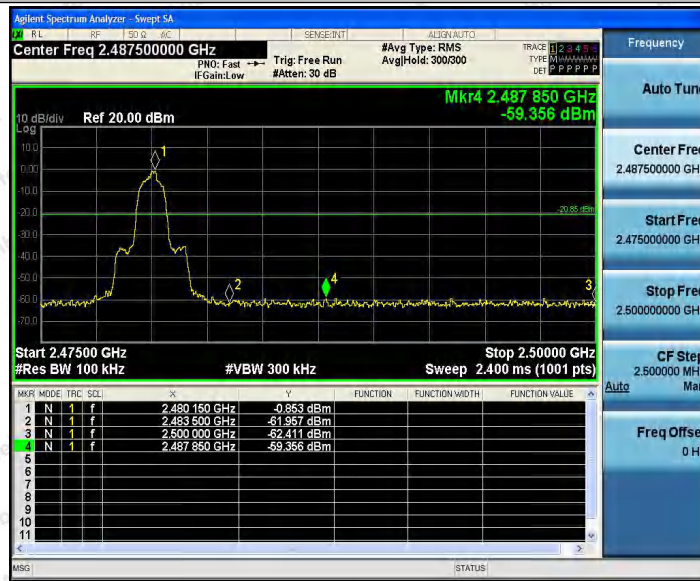 Agilent Spectrum Analyzer - Swept SA
RL RF 50 Ω AC SENSE:INT ALIGN AUTO
Center Freq 2.487500000 GHz
PNO: Fast
IFGain:Low
Trig: Free Run
#Atten: 30 dB
#Avg Type: RMS
Avg|Hold: 300/300
TRACE 1 2 3 4 5 6
TYPE M
DET P P P P P P
Mkr4 2.487 850 GHz
-59.356 dBm
10 dB/div Ref 20.00 dBm
Log
10.0
0.00
-10.0
-20.0
-30.0
-40.0
-50.0
-60.0
-70.0
1
2
4
3
-20.85 dBm
Start 2.47500 GHz Stop 2.50000 GHz
#Res BW 100 kHz #VBW 300 kHz Sweep 2.400 ms (1001 pts)
MKR MODE TRC SCL X Y FUNCTION FUNCTION WIDTH FUNCTION VALUE
1 N 1 f 2.480 150 GHz -0.853 dBm
2 N 1 f 2.483 500 GHz -61.957 dBm
3 N 1 f 2.500 000 GHz -62.411 dBm
4 N 1 f 2.487 850 GHz -59.356 dBm
5
6
7
8
9
10
11
MSG STATUS
Frequency
Auto Tun
Center Fre
2.487500000 GH
Start Fre
2.475000000 GH
Stop Fre
2.500000000 GH
CF Ste
2.500000 MH
Auto Ma
Freq Offse
0 H